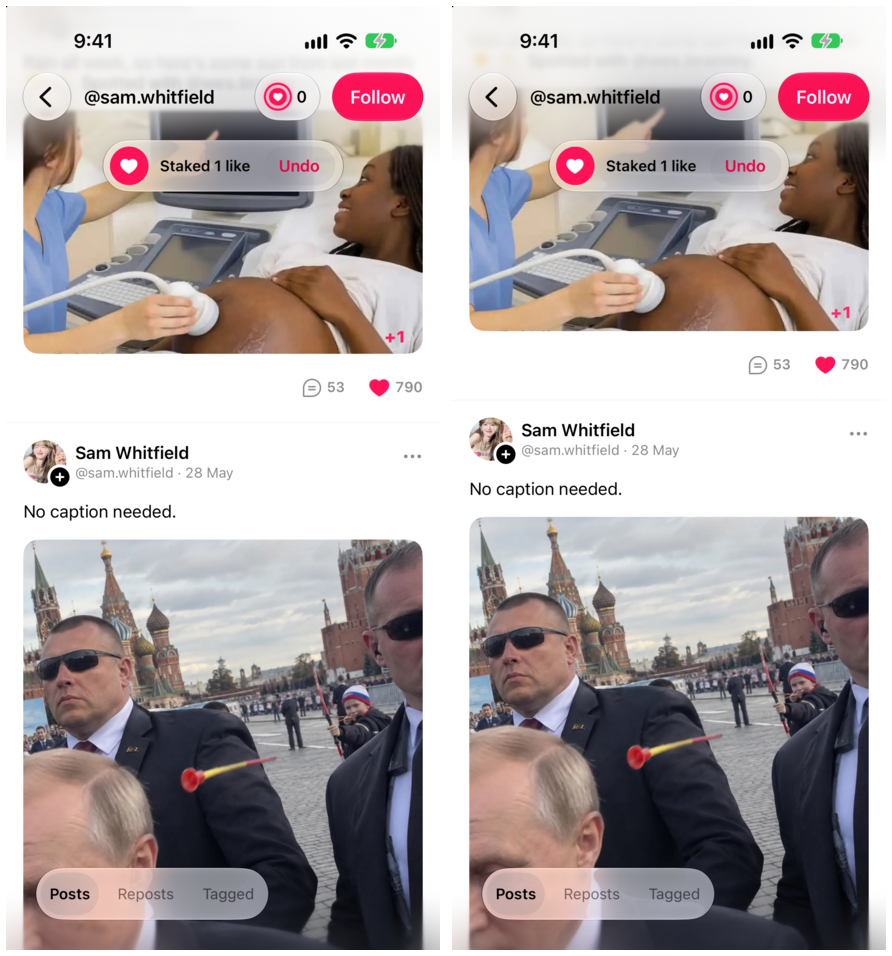 9:41
@sam.whitfield
0
Follow
Staked 1 like
Undo
+1
53
790
Sam Whitfield
@sam.whitfield · 28 May
No caption needed.
Posts
Reposts
Tagged
9:41
@sam.whitfield
0
Follow
Staked 1 like
Undo
+1
53
790
Sam Whitfield
@sam.whitfield · 28 May
No caption needed.
Posts
Reposts
Tagged